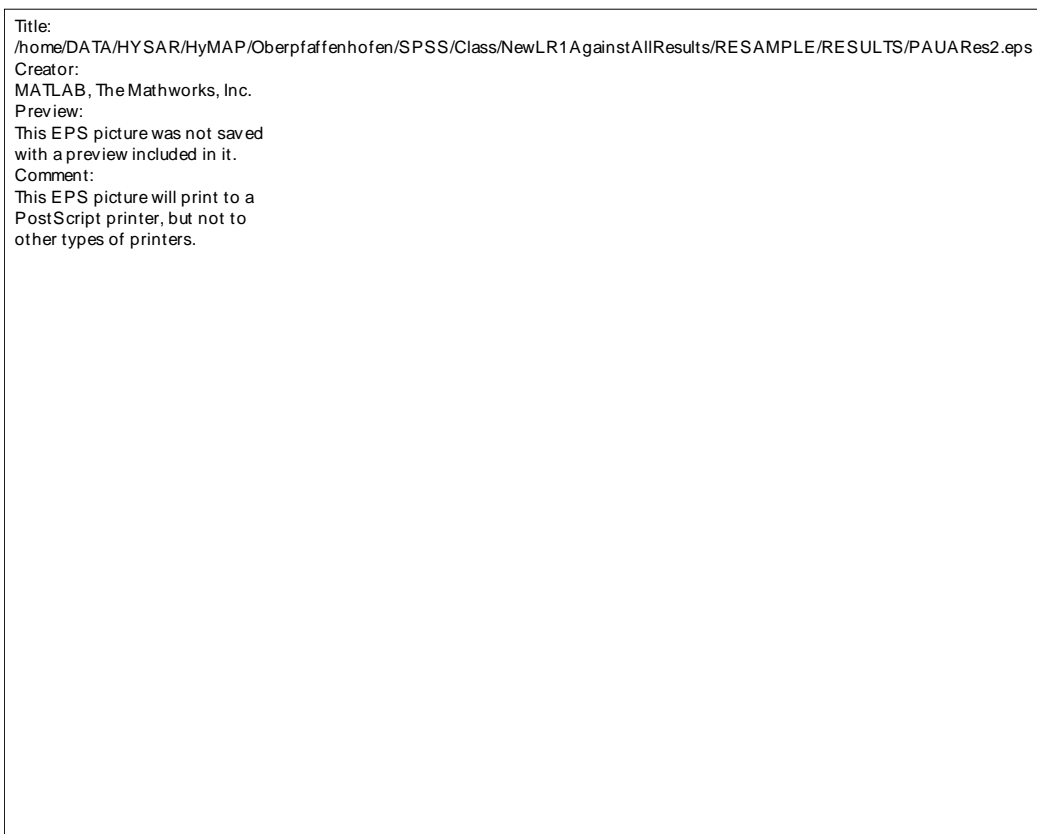 Title:
/home/DATA/HYSAR/HyMAP/Oberpfaffenhofen/SPSS/Class/NewLR1AgainstAllResults/RESAMPLE/RESULTS/PAUARes2.eps
Creator:
MATLAB, The Mathworks, Inc.
Preview:
This EPS picture was not saved
with a preview included in it.
Comment:
This EPS picture will print to a
PostScript printer, but not to
other types of printers.